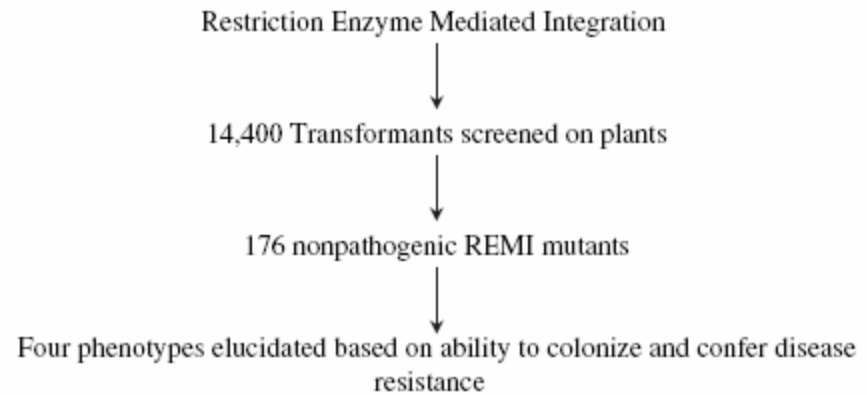 Restriction Enzyme Mediated Integration
14,400 Transformants screened on plants
176 nonpathogenic REMI mutants
Four phenotypes elucidated based on ability to colonize and confer disease
resistance